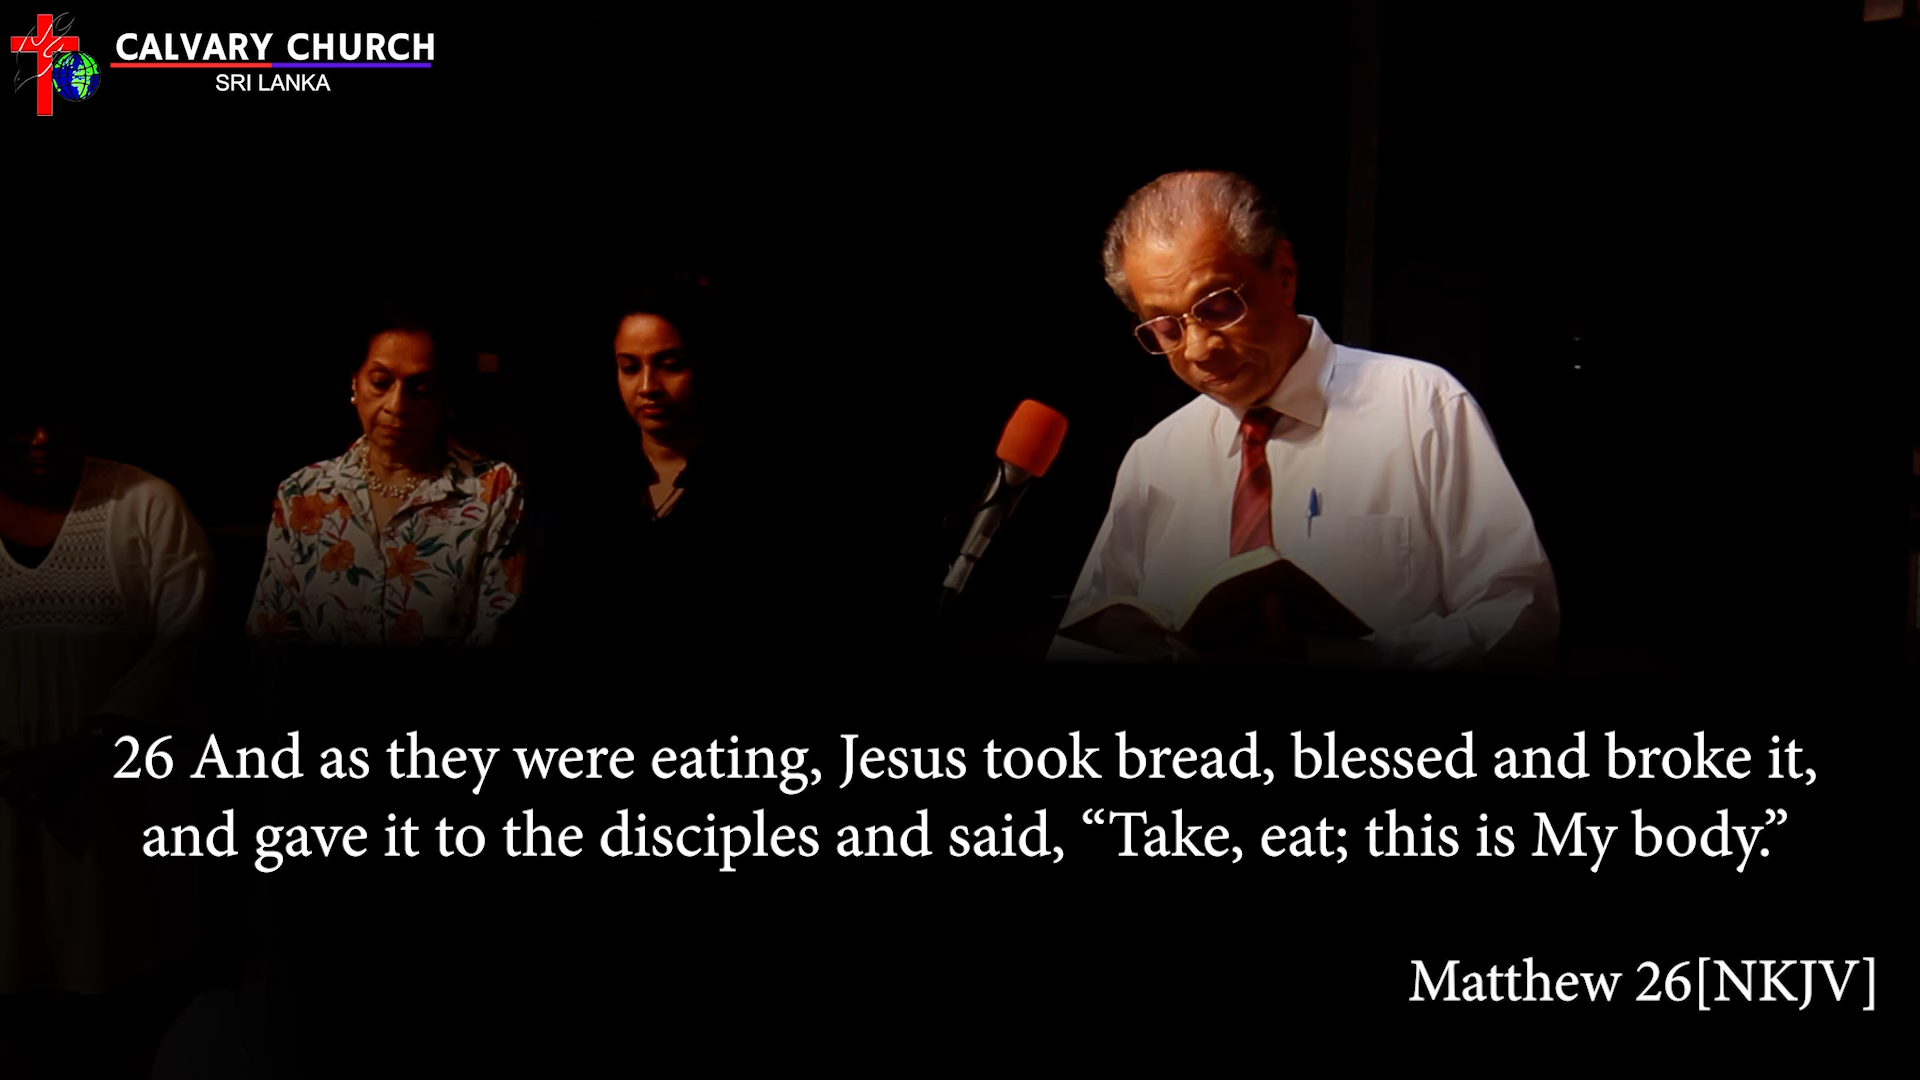 CALVARY CHURCH
SRI LANKA
26 And as they were eating, Jesus took bread, blessed and broke it,
and gave it to the disciples and said, “Take, eat; this is My body.”
Matthew 26[NKJV]